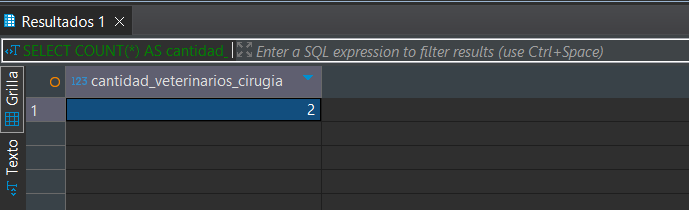 Resultados 1
SELECT COUNT(*) AS cantidad_ Enter a SQL expression to filter results (use Ctrl+Space)
Grilla
Texto
123 cantidad_veterinarios_cirugia
1 2